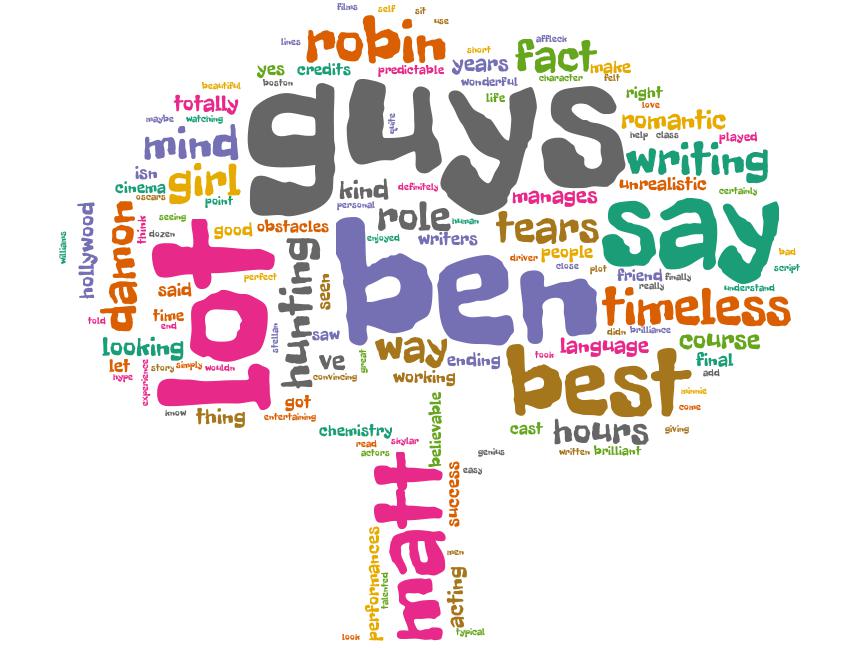 films
self
sit
use
robin
lines
short
affleck
fact
make
yes
credits
predictable
years
wonderful
character
felt
beautiful
boston
totally
guys
quite
life
right
love
maybe
watching
mind
romantic
help
class
played
writing
isn
cinema
girl
oscars
point
kind
definitely
manages
unrealistic
certainly
personal
hollywood
damon
think
seeing
dozen
good
obstacles
role
human
tears
say
williams
lot
enjoyed
writers
driver
people
close
plot
friend
finally
really
bad
script
understand
perfect
hunting
seen
ben
said
time
end
told
timeless
didn
brilliance
looking
stellan
saw
great
way
ending
took
language
course
final
let
hype
experience
story
simply
wouldn
ve
convincing
working
best
add
minnie
come
know
thing
got
entertaining
believable
cast
hours
giving
chemistry
read
skylar
actors
genius
written
brilliant
matt
success
easy
performances
talented
men
acting
look
typical